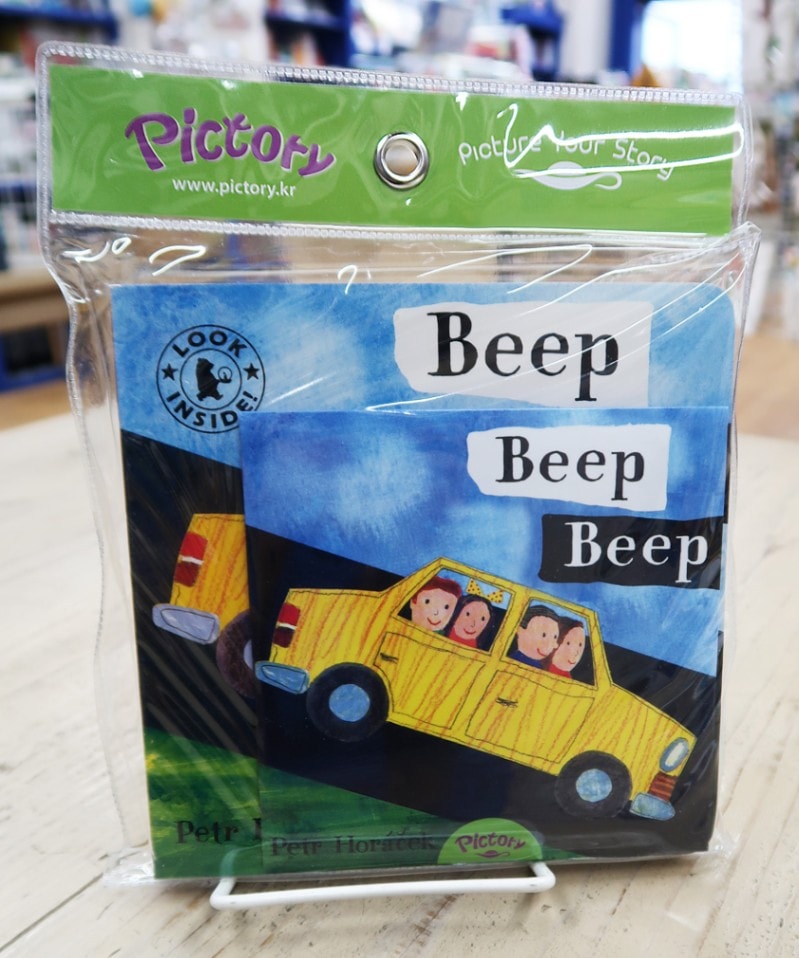 Pictory
www.pictory.kr
Picture Your Story
LOOK
INSIDE!
Beep
Beep
Beep
Petr
Petr Horáček
Pictory